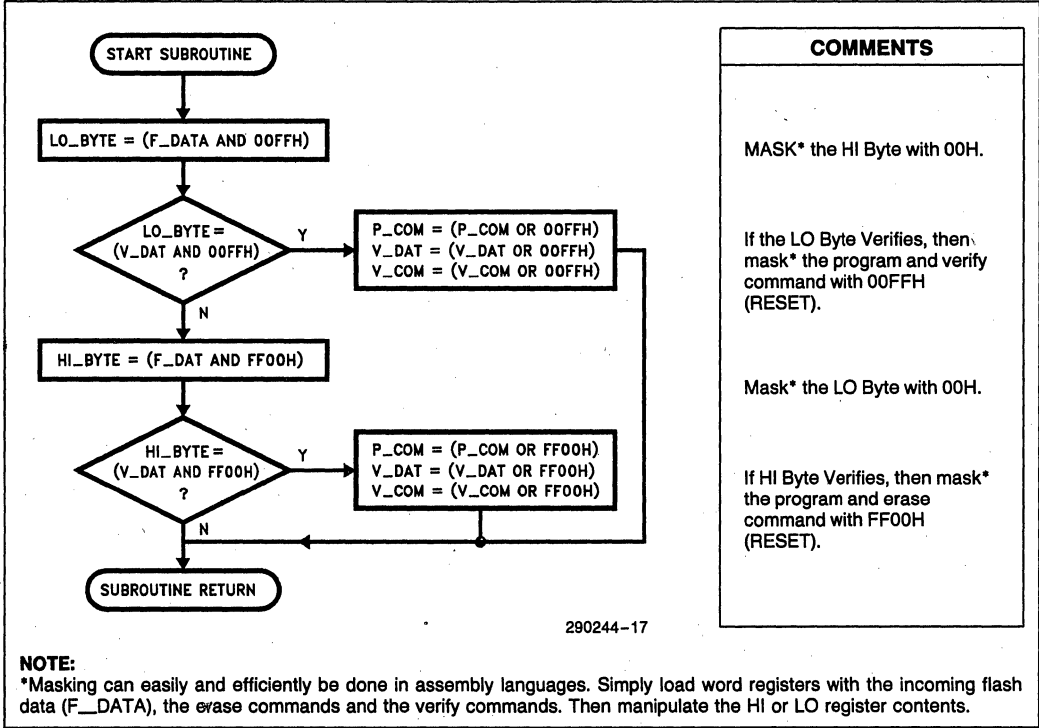 START SUBROUTINE
LO_BYTE = (F_DATA AND 00FFH)
LO_BYTE =
(V_DAT AND 00FFH)
?
Y
N
P_COM = (P_COM OR 00FFH)
V_DAT = (V_DAT OR 00FFH)
V_COM = (V_COM OR 00FFH)
HI_BYTE = (F_DAT AND FF00H)
HI_BYTE =
(V_DAT AND FF00H)
?
Y
N
P_COM = (P_COM OR FF00H)
V_DAT = (V_DAT OR FF00H)
V_COM = (V_COM OR FF00H)
SUBROUTINE RETURN
290244-17
COMMENTS
MASK* the HI Byte with 00H.
If the LO Byte Verifies, then
mask* the program and verify
command with 00FFH
(RESET).
Mask* the LO Byte with 00H.
If HI Byte Verifies, then mask*
the program and erase
command with FF00H
(RESET).
NOTE:
*Masking can easily and efficiently be done in assembly languages. Simply load word registers with the incoming flash
data (F__DATA), the erase commands and the verify commands. Then manipulate the HI or LO register contents.